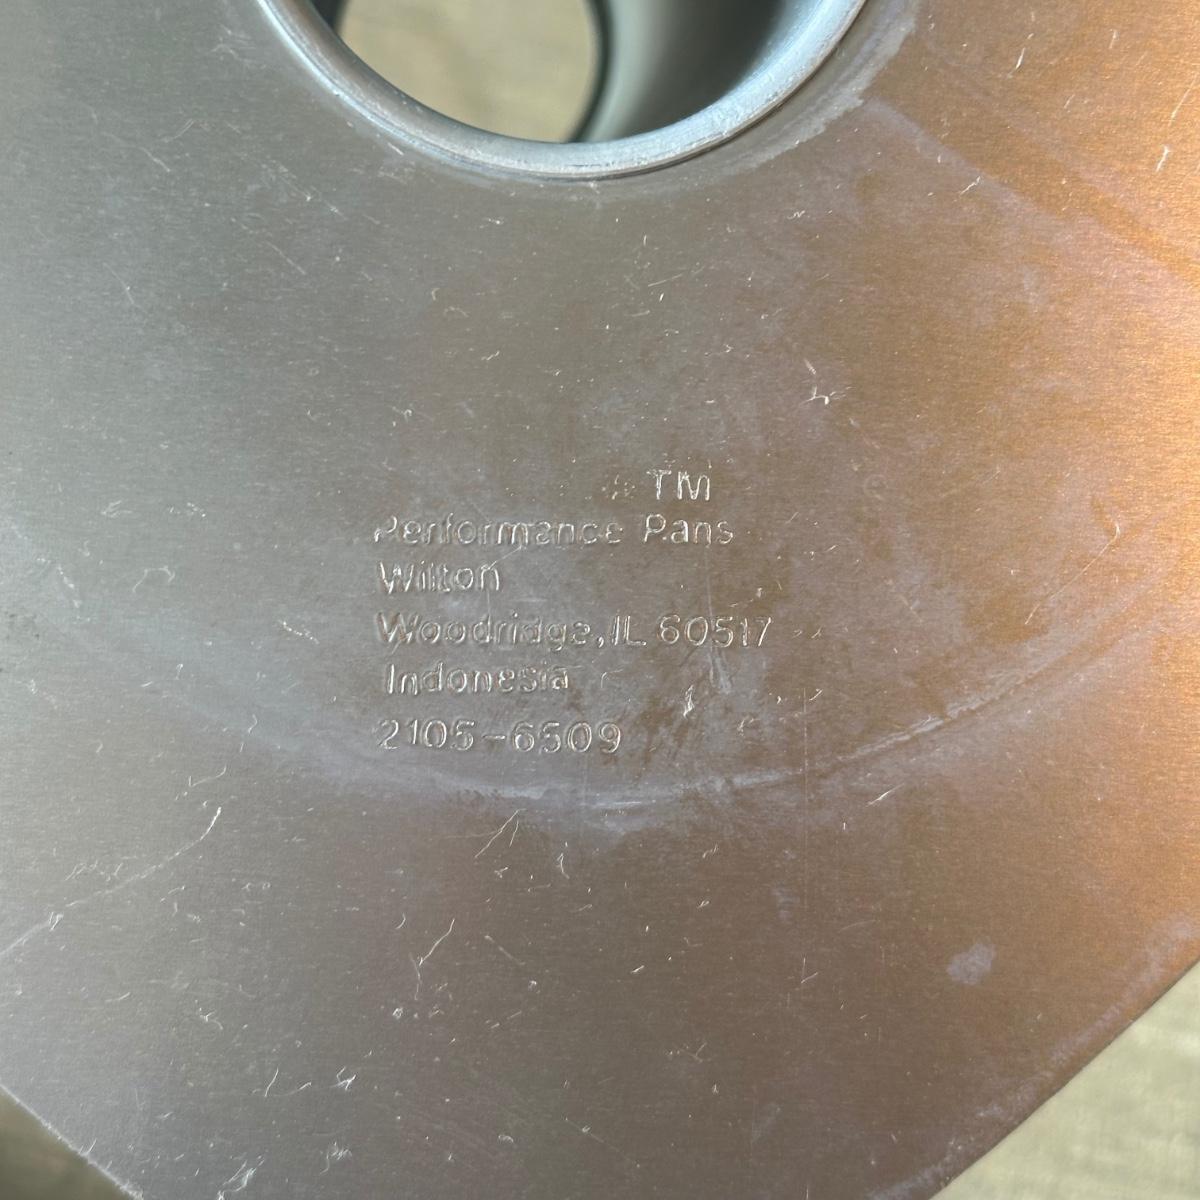 TM
Performance Pans
Wilton
Woodridge, IL 60517
Indonesia
2105-6509